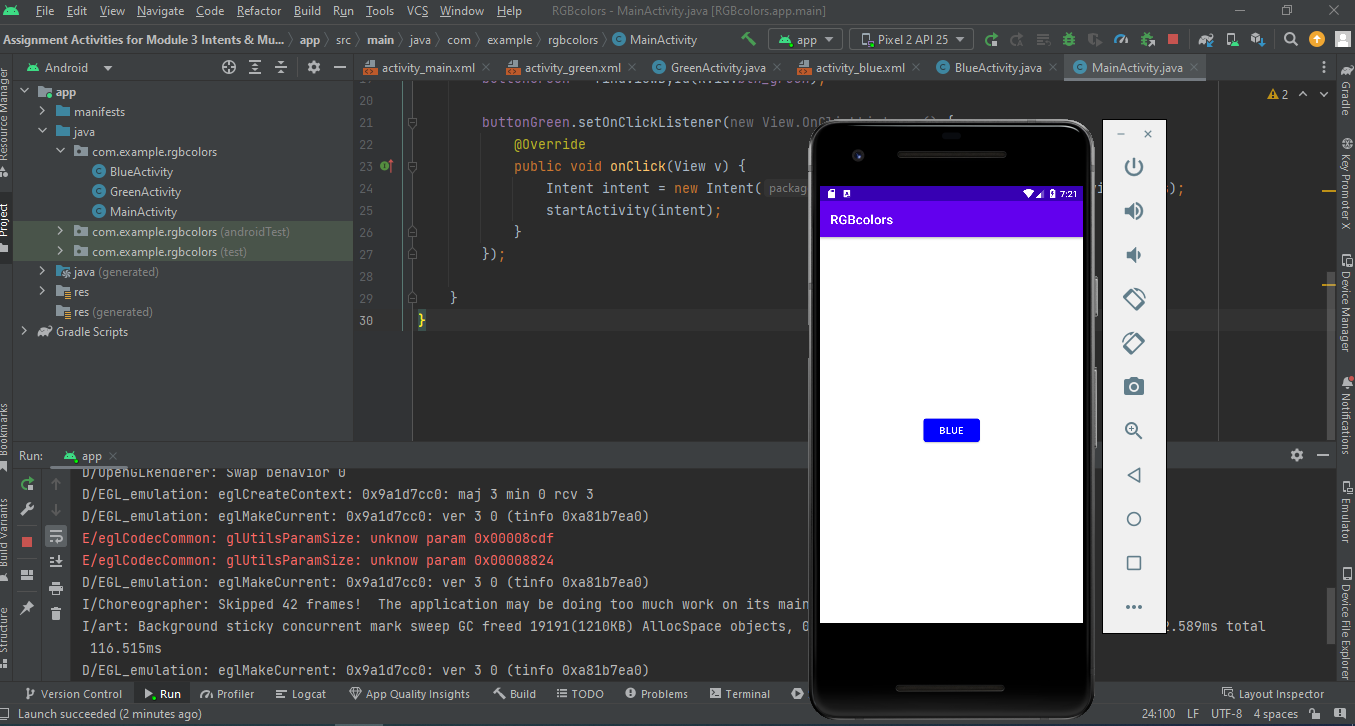 File Edit View Navigate Code Refactor Build Run Tools VCS Window Help RGBcolors - MainActivity.java [RGBcolors.app.main]
Assignment Activities for Module 3 Intents & Mu... app src main java com example rgbcolors MainActivity app Pixel 2 API 25
Android activity_main.xml activity_green.xml GreenActivity.java activity_blue.xml BlueActivity.java MainActivity.java
Resource Manager
Project
Bookmarks
Build Variants
Structure
app
manifests
java
com.example.rgbcolors
BlueActivity
GreenActivity
MainActivity
com.example.rgbcolors (androidTest)
com.example.rgbcolors (test)
java (generated)
res
res (generated)
Gradle Scripts
2
20
21 buttonGreen.setOnClickListener(new View.
22 @Override
23 public void onClick(View v) {
24 Intent intent = new Intent( );
25 startActivity(intent);
26 }
27 });
28
29 }
30 }
7:21
RGBcolors
BLUE
Gradle
Key Promoter X
Device Manager
Notifications
Emulator
Device File Explorer
Run: app
D/OpenGLRenderer: Swap behavior 0
D/EGL_emulation: eglCreateContext: 0x9a1d7cc0: maj 3 min 0 rcv 3
D/EGL_emulation: eglMakeCurrent: 0x9a1d7cc0: ver 3 0 (tinfo 0xa81b7ea0)
E/eglCodecCommon: glUtilsParamSize: unknow param 0x00008cdf
E/eglCodecCommon: glUtilsParamSize: unknow param 0x00008824
D/EGL_emulation: eglMakeCurrent: 0x9a1d7cc0: ver 3 0 (tinfo 0xa81b7ea0)
I/Choreographer: Skipped 42 frames! The application may be doing too much work on its main
I/art: Background sticky concurrent mark sweep GC freed 19191(1210KB) AllocSpace objects, 0 2.589ms total
116.515ms
D/EGL_emulation: eglMakeCurrent: 0x9a1d7cc0: ver 3 0 (tinfo 0xa81b7ea0)
Version Control Run Profiler Logcat App Quality Insights Build TODO Problems Terminal Layout Inspector
Launch succeeded (2 minutes ago) 24:100 LF UTF-8 4 spaces